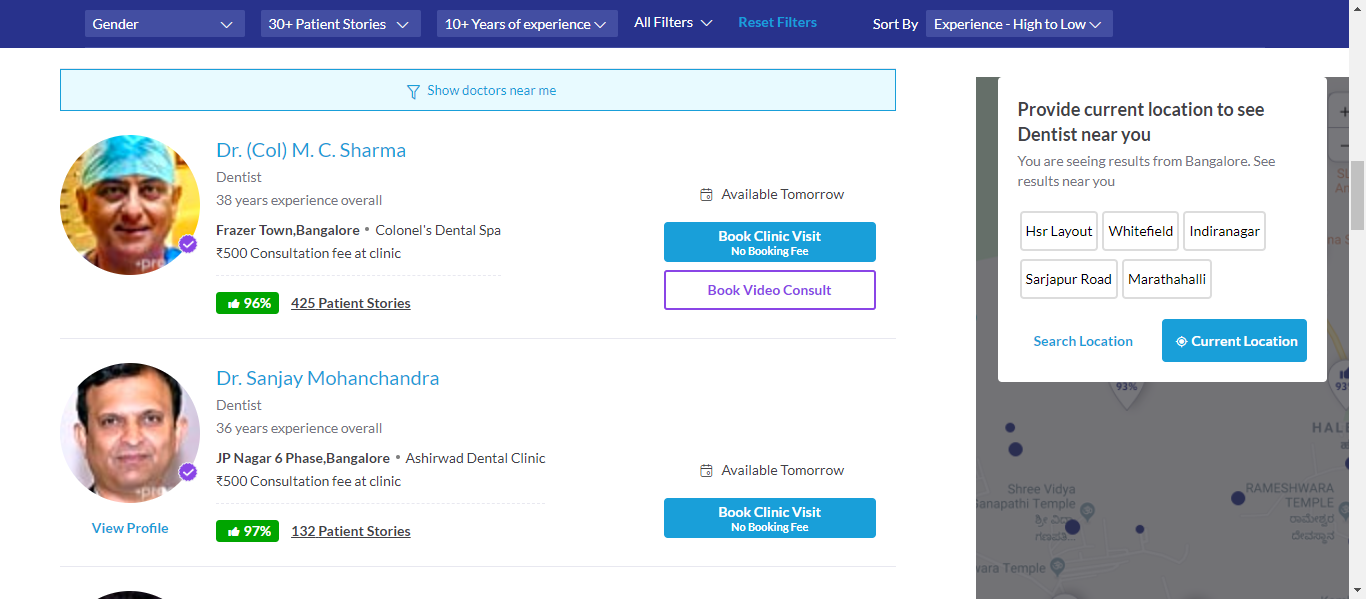 Gender
30+ Patient Stories
10+ Years of experience
All Filters
Reset Filters
Sort By
Experience - High to Low
Show doctors near me
Dr. (Col) M. C. Sharma
Dentist
38 years experience overall
Frazer Town,Bangalore • Colonel's Dental Spa
₹500 Consultation fee at clinic
96% 425 Patient Stories
Available Tomorrow
Book Clinic Visit
No Booking Fee
Book Video Consult
Dr. Sanjay Mohanchandra
Dentist
36 years experience overall
JP Nagar 6 Phase,Bangalore • Ashirwad Dental Clinic
₹500 Consultation fee at clinic
View Profile
97% 132 Patient Stories
Available Tomorrow
Book Clinic Visit
No Booking Fee
Provide current location to see
Dentist near you
You are seeing results from Bangalore. See
results near you
Hsr Layout Whitefield Indiranagar
Sarjapur Road Marathahalli
Search Location
Current Location
93%
93
HALE
Shree Vidya
Ganapathi Temple
ಶ್ರೀ ವಿದ್ಯಾ
ಗಣಪತಿ...
RAMESHWARA
TEMPLE
ರಾಮೇಶ್ವರ
ದೇವಸ್ಥಾನ
wara Temple